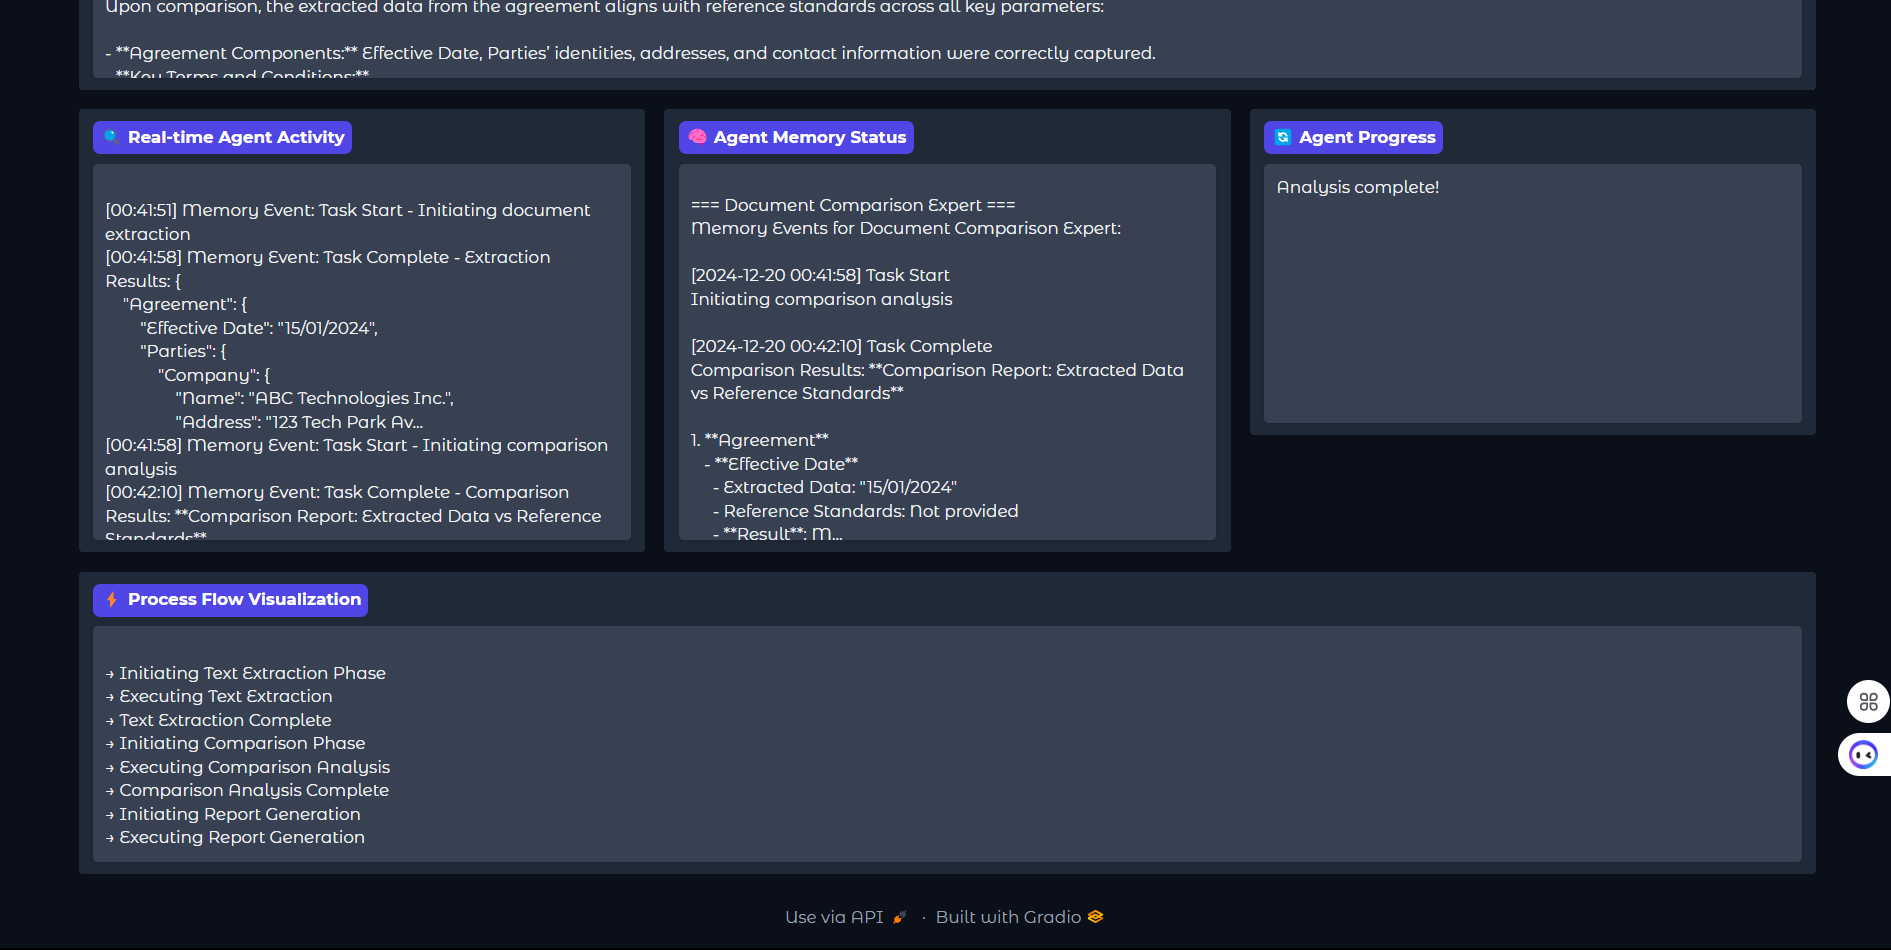 Upon comparison, the extracted data from the agreement aligns with reference standards across all key parameters:
- **Agreement Components:** Effective Date, Parties’ identities, addresses, and contact information were correctly captured.
**Key Terms and Conditions:**
Real-time Agent Activity
[00:41:51] Memory Event: Task Start - Initiating document
extraction
[00:41:58] Memory Event: Task Complete - Extraction
Results: {
"Agreement": {
"Effective Date": "15/01/2024",
"Parties": {
"Company": {
"Name": "ABC Technologies Inc.",
"Address": "123 Tech Park Av...
[00:41:58] Memory Event: Task Start - Initiating comparison
analysis
[00:42:10] Memory Event: Task Complete - Comparison
Results: **Comparison Report: Extracted Data vs Reference
Standards**
Agent Memory Status
=== Document Comparison Expert ===
Memory Events for Document Comparison Expert:
[2024-12-20 00:41:58] Task Start
Initiating comparison analysis
[2024-12-20 00:42:10] Task Complete
Comparison Results: **Comparison Report: Extracted Data
vs Reference Standards**
1. **Agreement**
- **Effective Date**
- Extracted Data: "15/01/2024"
- Reference Standards: Not provided
- **Result**: M...
Agent Progress
Analysis complete!
Process Flow Visualization
→ Initiating Text Extraction Phase
→ Executing Text Extraction
→ Text Extraction Complete
→ Initiating Comparison Phase
→ Executing Comparison Analysis
→ Comparison Analysis Complete
→ Initiating Report Generation
→ Executing Report Generation
Use via API · Built with Gradio